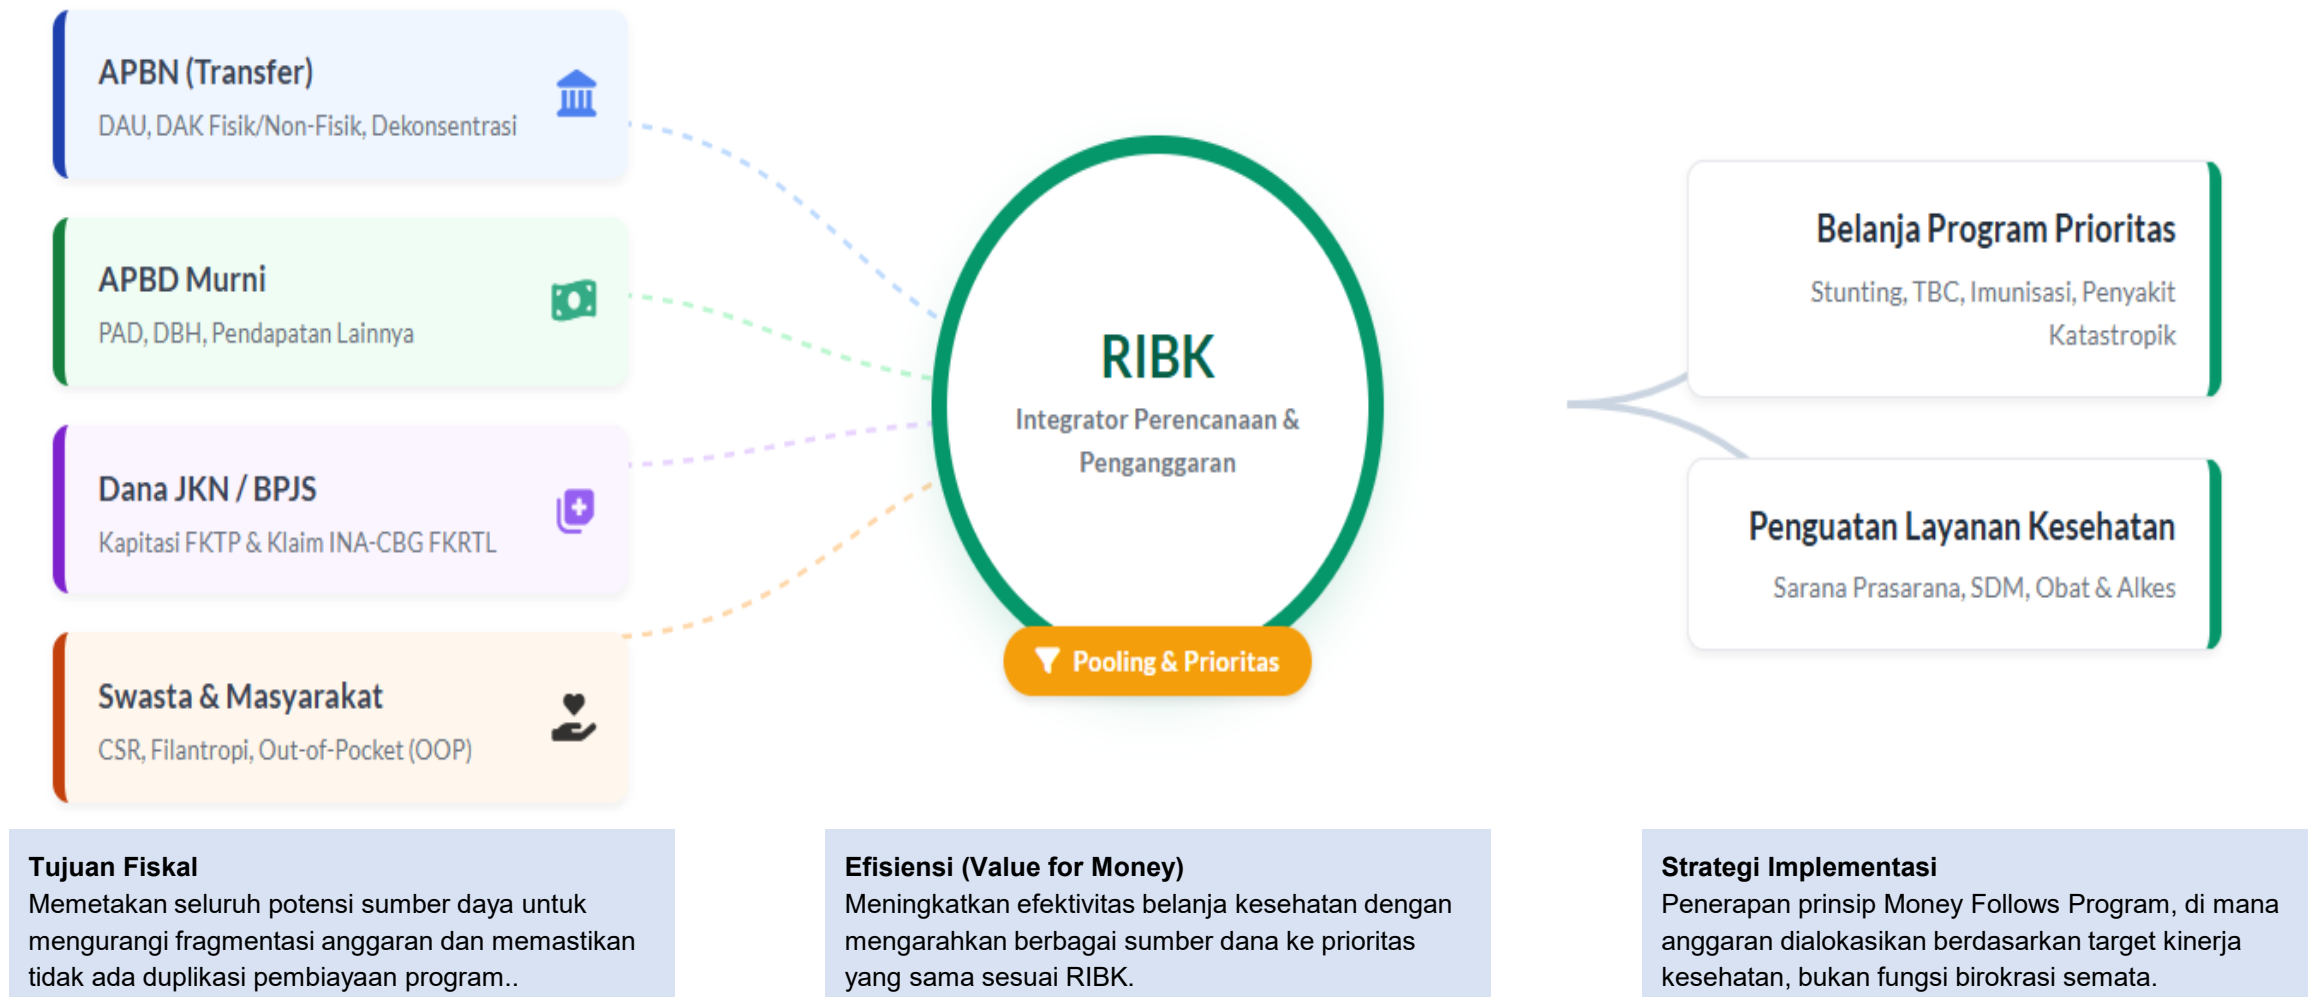 APBN (Transfer)
DAU, DAK Fisik/Non-Fisik, Dekonsentrasi
APBD Murni
PAD, DBH, Pendapatan Lainnya
Dana JKN / BPJS
Kapitasi FKTP & Klaim INA-CBG FKRTL
Swasta & Masyarakat
CSR, Filantropi, Out-of-Pocket (OOP)
RIBK
Integrator Perencanaan &
Penganggaran
Pooling & Prioritas
Belanja Program Prioritas
Stunting, TBC, Imunisasi, Penyakit
Katastropik
Penguatan Layanan Kesehatan
Sarana Prasarana, SDM, Obat & Alkes
Tujuan Fiskal
Memetakan seluruh potensi sumber daya untuk
mengurangi fragmentasi anggaran dan memastikan
tidak ada duplikasi pembiayaan program..
Efisiensi (Value for Money)
Meningkatkan efektivitas belanja kesehatan dengan
mengarahkan berbagai sumber dana ke prioritas
yang sama sesuai RIBK.
Strategi Implementasi
Penerapan prinsip Money Follows Program, di mana
anggaran dialokasikan berdasarkan target kinerja
kesehatan, bukan fungsi birokrasi semata.